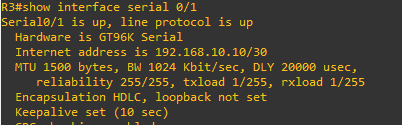 R3#show interface serial 0/1
Serial0/1 is up, line protocol is up
Hardware is GT96K Serial
Internet address is 192.168.10.10/30
MTU 1500 bytes, BW 1024 Kbit/sec, DLY 20000 usec,
reliability 255/255, txload 1/255, rxload 1/255
Encapsulation HDLC, loopback not set
Keepalive set (10 sec)